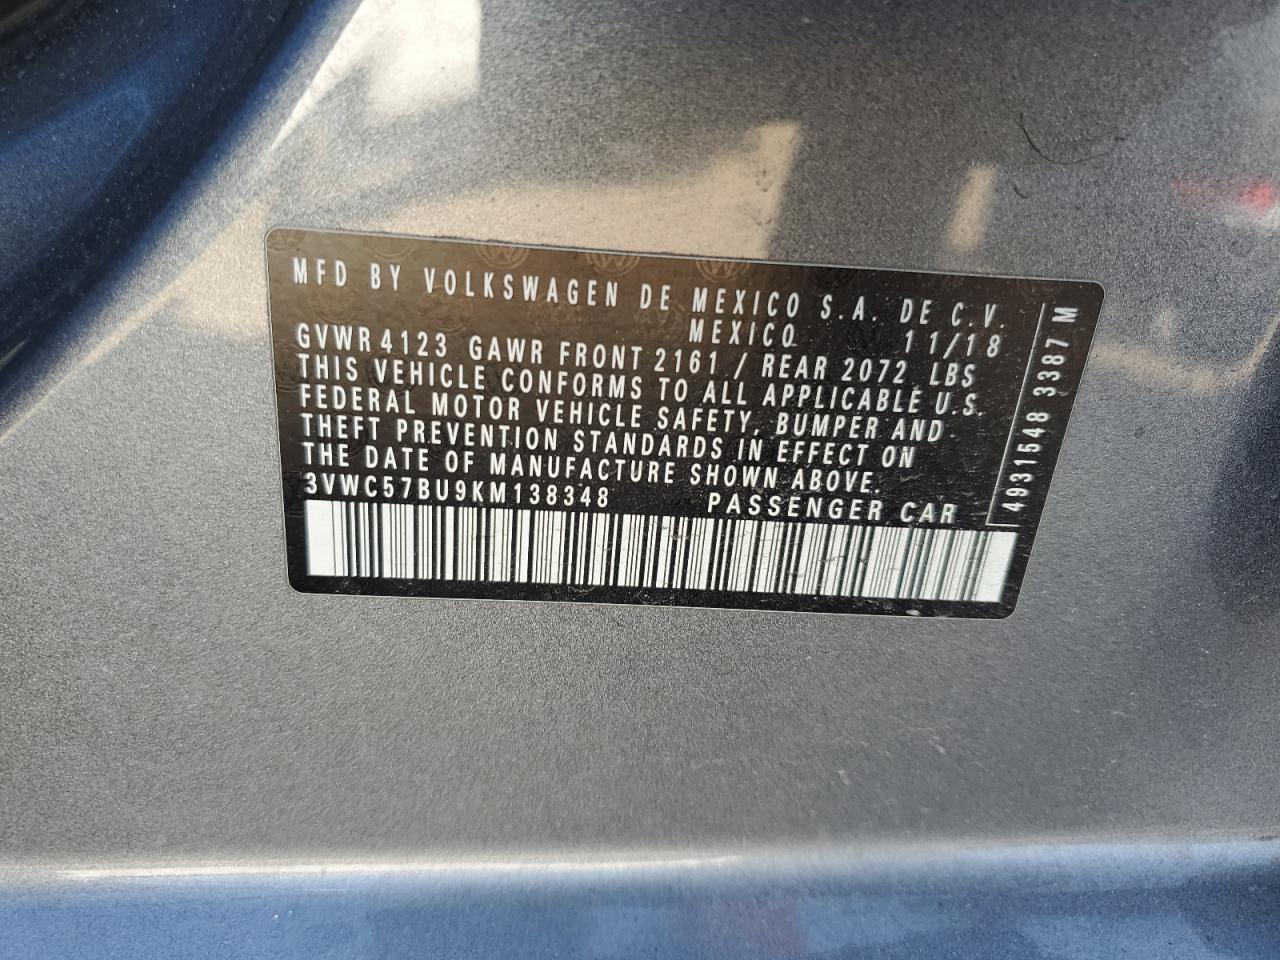 MFD BY VOLKSWAGEN DE MEXICO S.A. DE C.V.
MEXICO 11/18
GVWR 4123 GAWR FRONT 2161 / REAR 2072 LBS
THIS VEHICLE CONFORMS TO ALL APPLICABLE U.S.
FEDERAL MOTOR VEHICLE SAFETY, BUMPER AND
THEFT PREVENTION STANDARDS IN EFFECT ON
THE DATE OF MANUFACTURE SHOWN ABOVE.
3VWC57BU9KM138348 PASSENGER CAR
4931548 3387 M